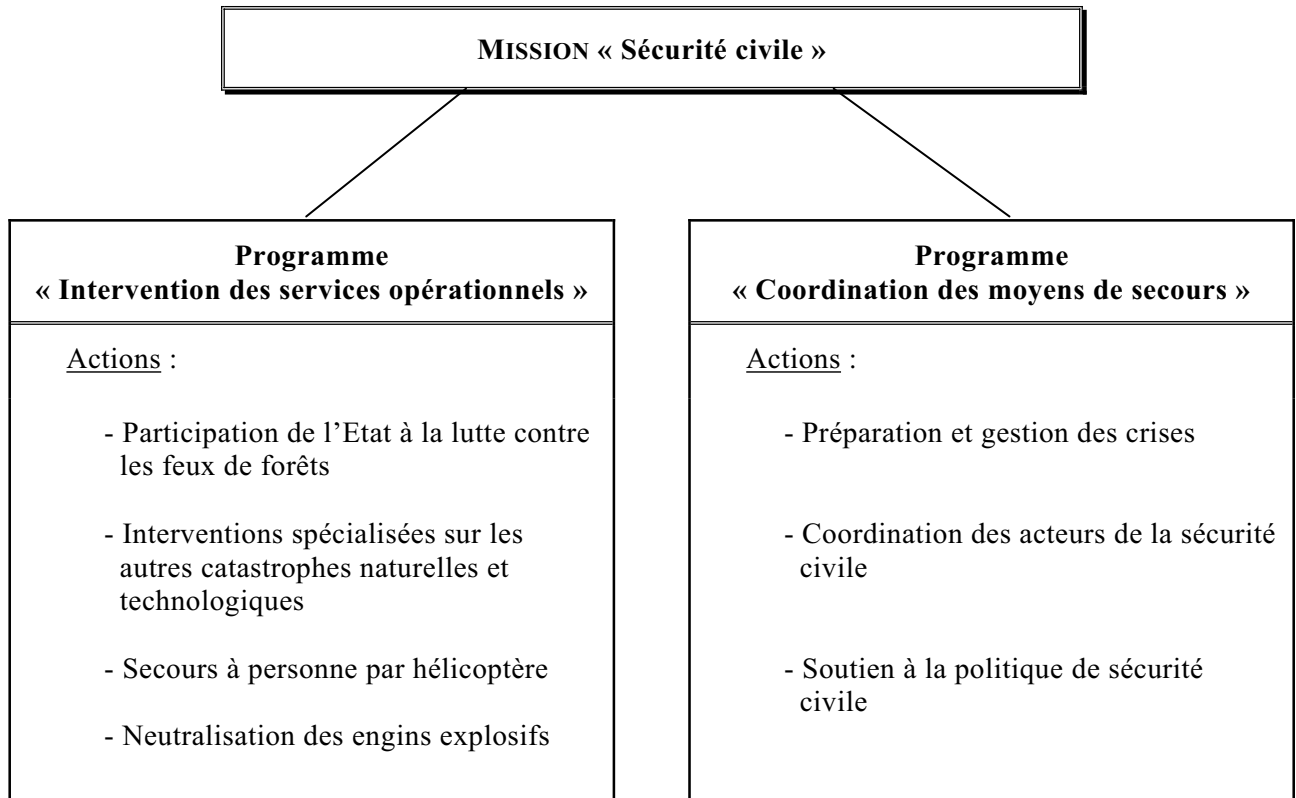 MISSION « Sécurité civile »
Programme
« Intervention des services opérationnels »
Actions :
- Participation de l’Etat à la lutte contre
les feux de forêts
- Interventions spécialisées sur les
autres catastrophes naturelles et
technologiques
- Secours à personne par hélicoptère
- Neutralisation des engins explosifs
Programme
« Coordination des moyens de secours »
Actions :
- Préparation et gestion des crises
- Coordination des acteurs de la sécurité
civile
- Soutien à la politique de sécurité
civile